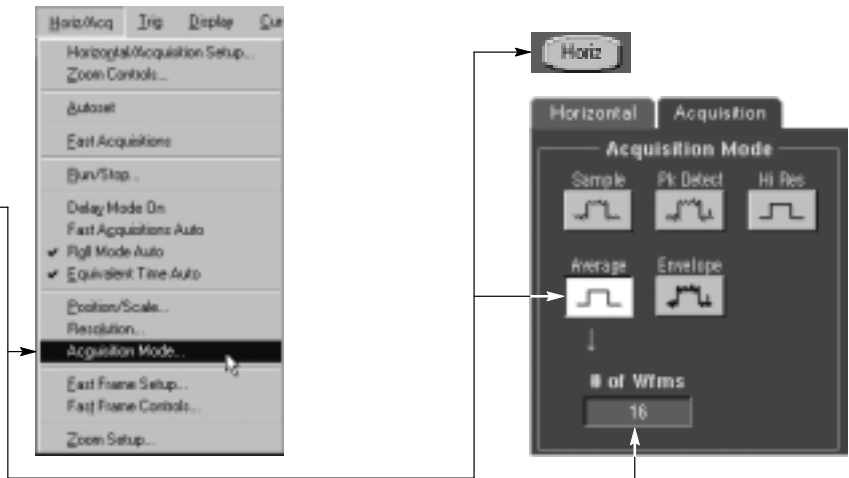 Horiz/Acq Trig Display Cur
Horizontal/Acquisition Setup...
Zoom Controls...
Autoset
Fast Acquisitions
Run/Stop...
Delay Mode On
Fast Acquisitions Auto
✔ Roll Mode Auto
✔ Equivalent Time Auto
Position/Scale...
Resolution...
Acquisition Mode...
Fast Frame Setup...
Fast Frame Controls...
Zoom Setup...
Horiz
Horizontal Acquisition
Acquisition Mode
Sample Pk Detect Hi Res
Average Envelope
# of Wfms
16